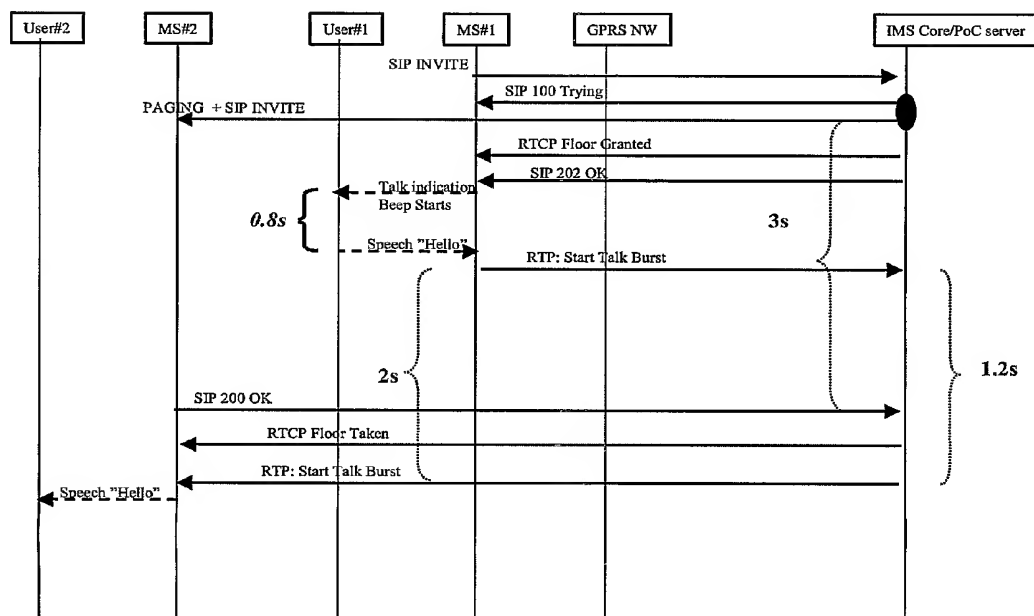 User#2
MS#2
User#1
MS#1
GPRS NW
IMS Core/PoC server
SIP INVITE
SIP 100 Trying
PAGING + SIP INVITE
RTCP Floor Granted
SIP 202 OK
Talk indication
Beep Starts
0.8s
3s
Speech "Hello"
RTP: Start Talk Burst
2s
1.2s
SIP 200 OK
RTCP Floor Taken
RTP: Start Talk Burst
Speech "Hello"